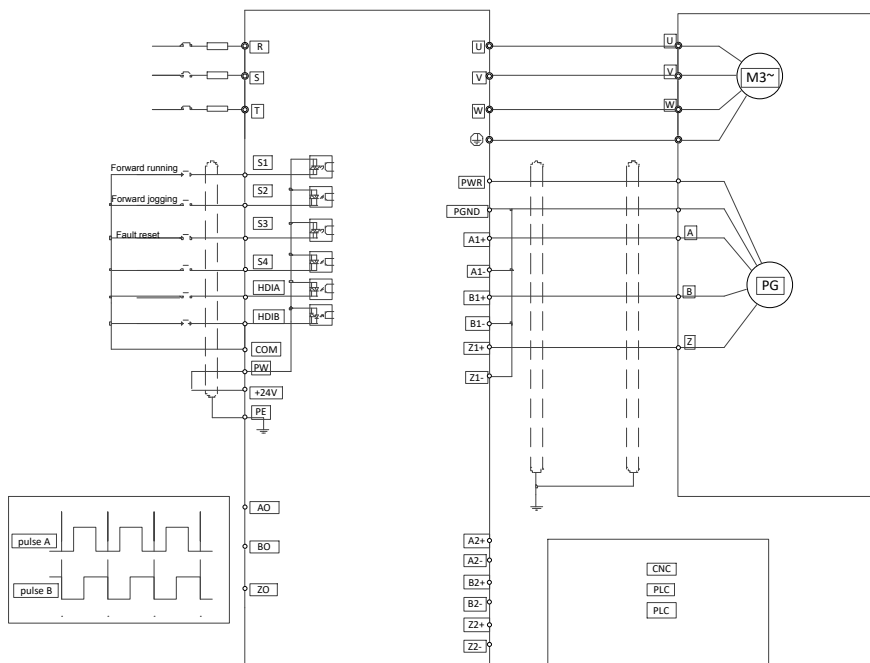 R
S
T
U
V
W
U
V
W
M3~
Forward running
S1
Forward jogging
S2
Fault reset
S3
S4
HDIA
HDIB
COM
PW
+24V
PE
PWR
PGND
A1+
A1-
B1+
B1-
Z1+
Z1-
A
B
Z
PG
pulse A
pulse B
AO
BO
ZO
A2+
A2-
B2+
B2-
Z2+
Z2-
CNC
PLC
PLC